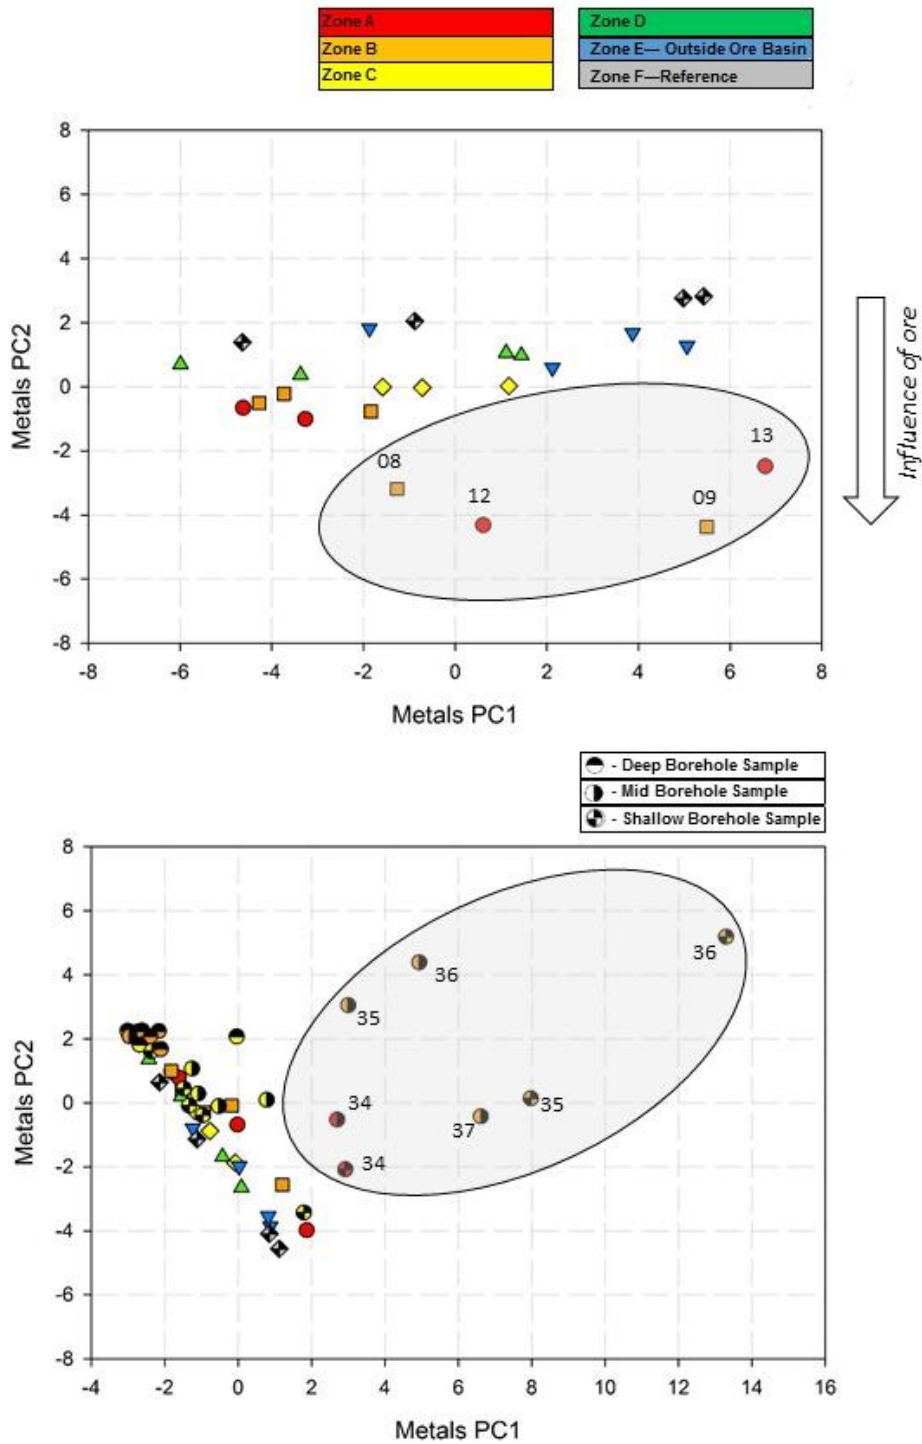 Zone A
Zone B
Zone C
Zone D
Zone E— Outside Ore Basin
Zone F—Reference
8
6
4
2
0
-2
-4
-6
-8
Metals PC2
08
12
13
09
-8 -6 -4 -2 0 2 4 6 8
Metals PC1
Influence of ore
- Deep Borehole Sample
- Mid Borehole Sample
- Shallow Borehole Sample
8
6
4
2
0
-2
-4
-6
-8
Metals PC2
36
36
35
34
37
35
34
-4 -2 0 2 4 6 8 10 12 14 16
Metals PC1